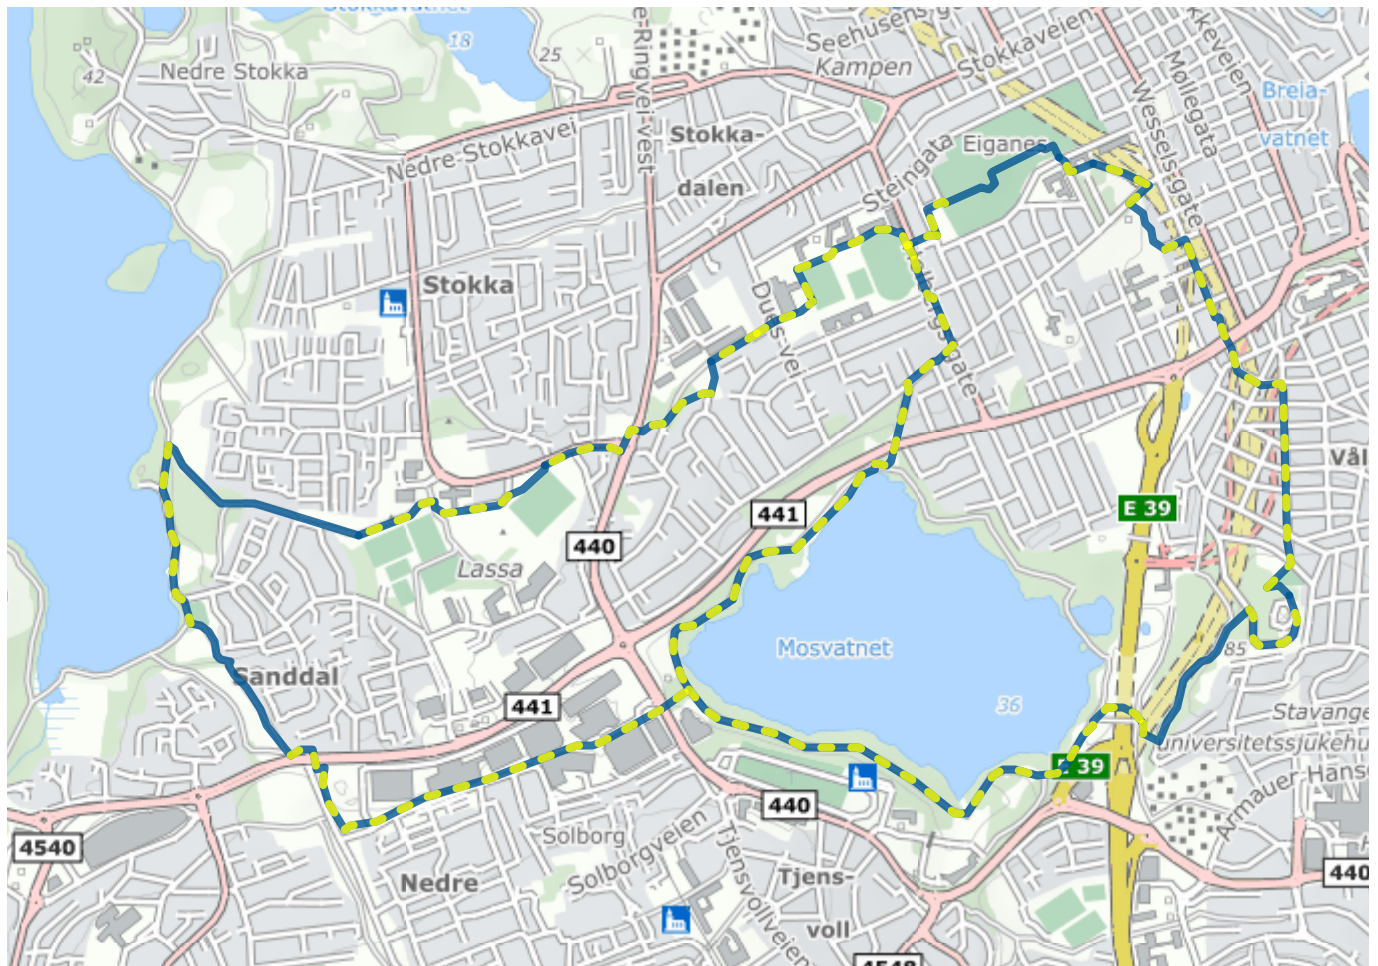 Stokkavatnet
18
25
42
Nedre Stokka
Seehusens
Kampen
Stokkaveien
Wesselsgate
Møllegata
Breia-
vatnet
Nedre Stokkavei
Stokka-
dalen
Steingata
Eiganes
Stokka
Dues vei
441
E 39
Vål
440
Lassa
Mosvatnet
85
36
Sanddal
441
Stavange
universitetssjukehu
E 39
440
Armauer Hans
4540
Solborg
Solborgveien
Tjensvollveien
Tjens-
voll
Nedre
440
4548